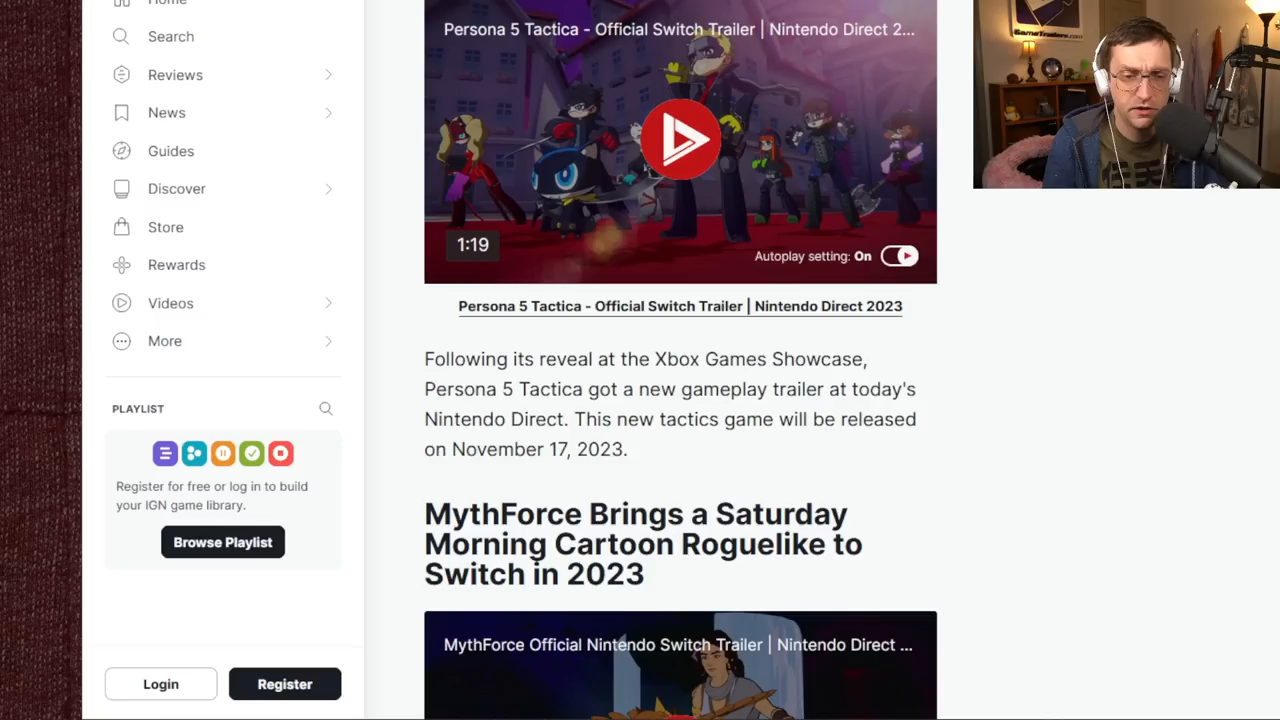 Home
Search
Reviews
News
Guides
Discover
Store
Rewards
Videos
More
PLAYLIST
Register for free or log in to build
your IGN game library.
Browse Playlist
Login
Register
Persona 5 Tactica - Official Switch Trailer | Nintendo Direct 2...
1:19
Autoplay setting: On
Persona 5 Tactica - Official Switch Trailer | Nintendo Direct 2023
Following its reveal at the Xbox Games Showcase,
Persona 5 Tactica got a new gameplay trailer at today's
Nintendo Direct. This new tactics game will be released
on November 17, 2023.
MythForce Brings a Saturday
Morning Cartoon Roguelike to
Switch in 2023
MythForce Official Nintendo Switch Trailer | Nintendo Direct ...
GameTrailers.com